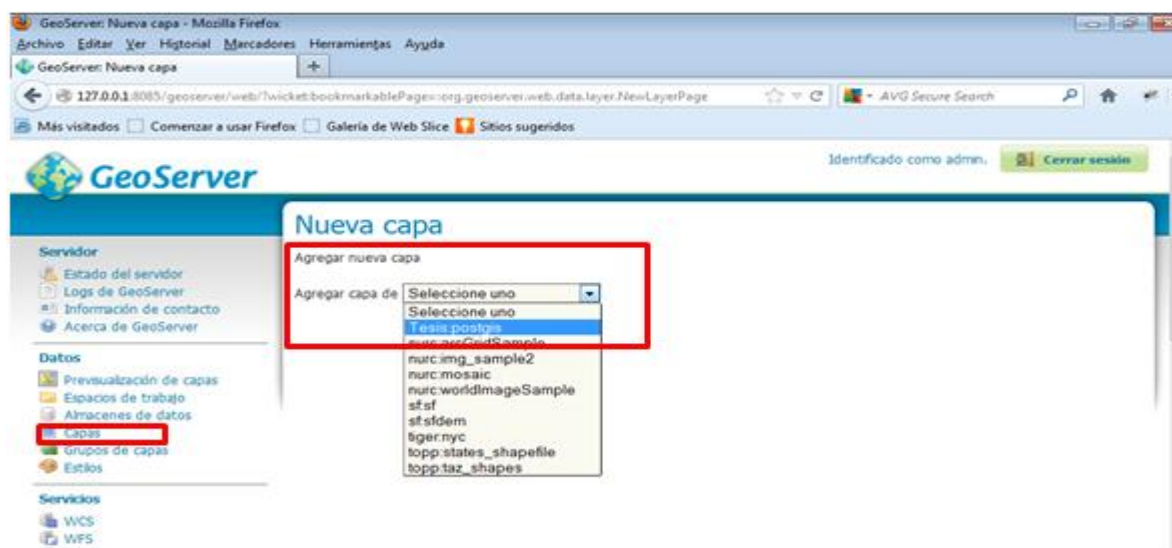 GeoServer: Nueva capa - Mozilla Firefox
Archivo Editar Ver Historial Marcadores Herramientas Ayuda
GeoServer: Nueva capa +
127.0.0.1:8085/geoserver/web/?wicket:bookmarkablePage=:org.geoserver.web.data.layer.NewLayerPage AVG Secure Search
Más visitados Comenzar a usar Firefox Galería de Web Slice Sitios sugeridos
GeoServer
Identificado como admin. Cerrar sesión
Nueva capa
Agregar nueva capa
Agregar capa de Seleccione uno
Seleccione uno
Tesis:postgis
nurc:arcGridSample
nurc:img_sample2
nurc:mosaic
nurc:worldImageSample
sf:sf
sf:sfdem
tiger:nyc
topp:states_shapefile
topp:taz_shapes
Servidor
Estado del servidor
Logs de GeoServer
Información de contacto
Acerca de GeoServer
Datos
Previsualización de capas
Espacios de trabajo
Almacenes de datos
Capas
Grupos de capas
Estilos
Servicios
WCS
WFS